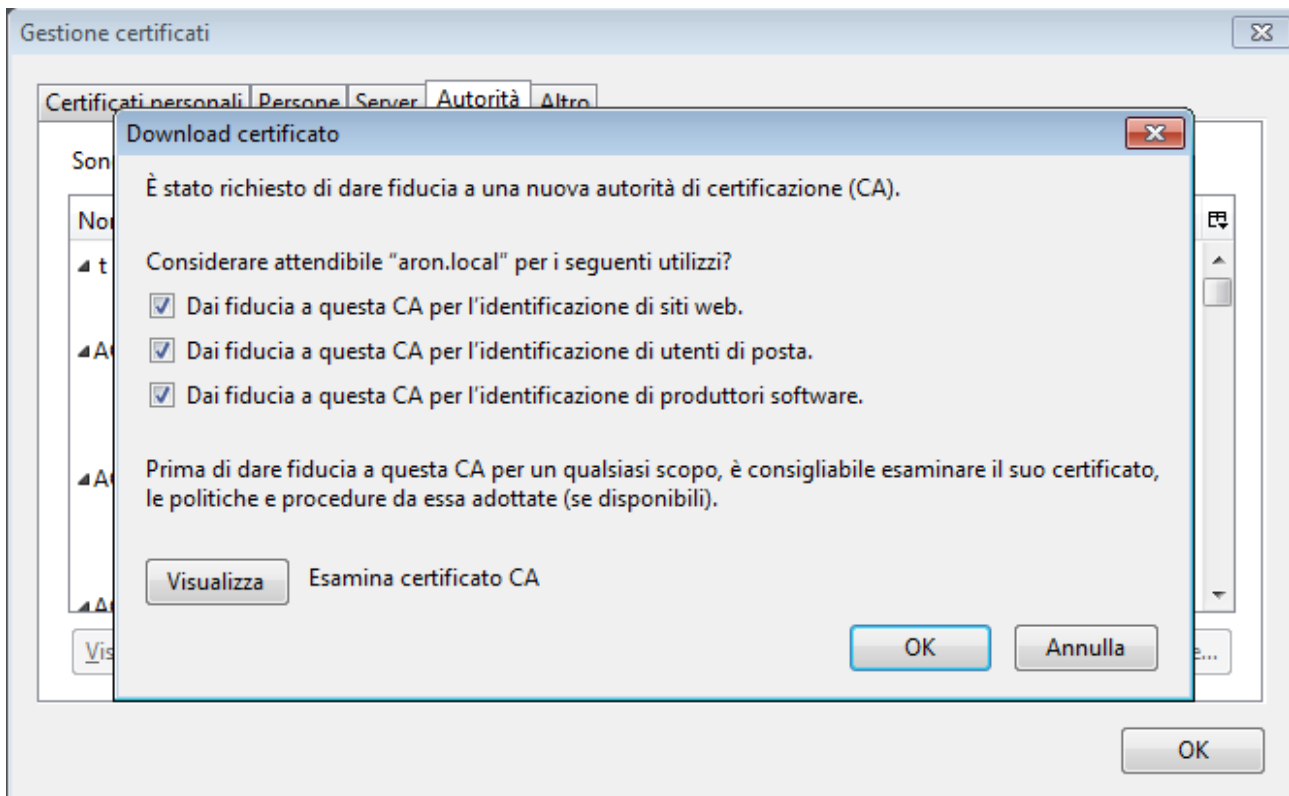 Gestione certificati
Certificati personali Persone Server Autorità Altro
Download certificato
È stato richiesto di dare fiducia a una nuova autorità di certificazione (CA).
Considerare attendibile “aron.local” per i seguenti utilizzi?
Dai fiducia a questa CA per l'identificazione di siti web.
Dai fiducia a questa CA per l'identificazione di utenti di posta.
Dai fiducia a questa CA per l'identificazione di produttori software.
Prima di dare fiducia a questa CA per un qualsiasi scopo, è consigliabile esaminare il suo certificato,
le politiche e procedure da essa adottate (se disponibili).
Visualizza Esamina certificato CA
OK Annulla
OK